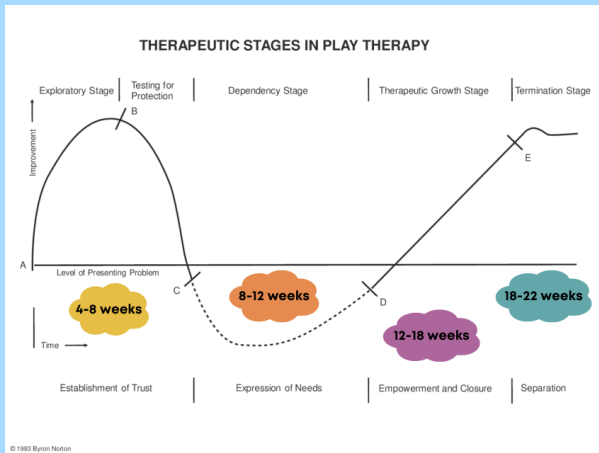 THERAPEUTIC STAGES IN PLAY THERAPY
Exploratory Stage
Testing for
Protection
Dependency Stage
Therapeutic Growth Stage
Termination Stage
B
Improvement
E
A
Level of Presenting Problem
C
D
4-8 weeks
8-12 weeks
12-18 weeks
18-22 weeks
Time
Establishment of Trust
Expression of Needs
Empowerment and Closure
Separation
© 1993 Byron Norton